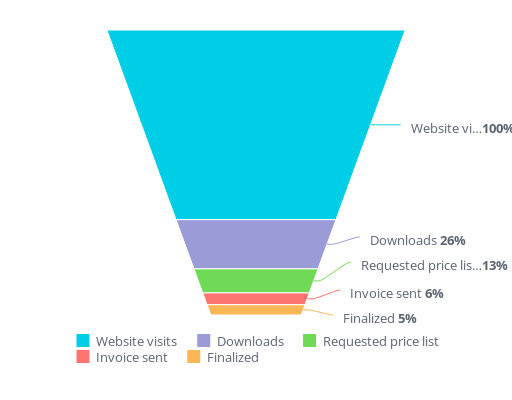 Website vi...100%
Downloads 26%
Requested price lis...13%
Invoice sent 6%
Finalized 5%
Website visits Downloads Requested price list
Invoice sent Finalized